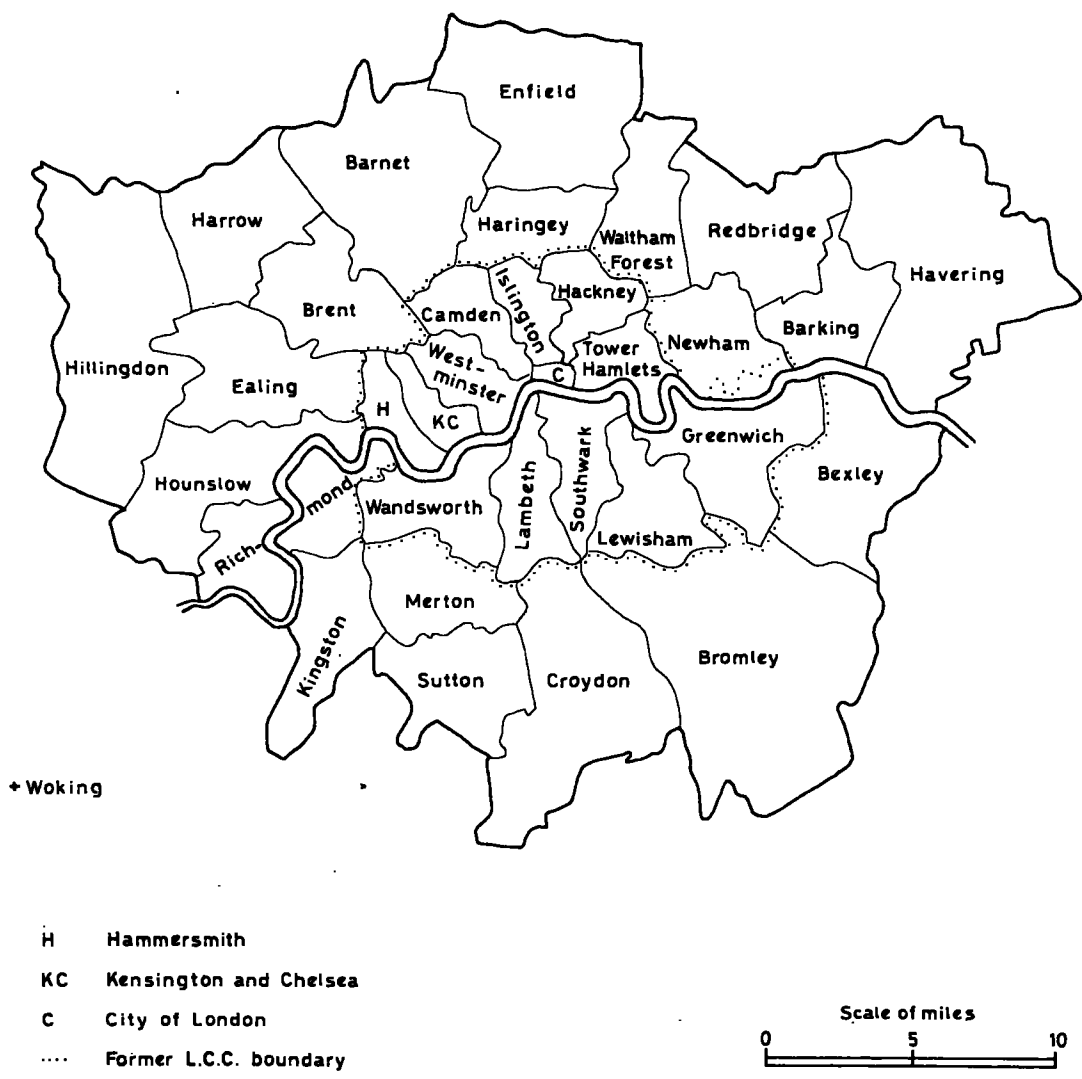 Enfield
Barnet
Harrow
Haringey
Waltham
Forest
Redbridge
Havering
Islington
Hackney
Camden
Brent
Barking
Newham
Tower
Hamlets
West-
minster
Hillingdon
Ealing
C
H
KC
Greenwich
Hounslow
Rich-
mond
Wandsworth
Lambeth
Southwark
Lewisham
Bexley
Merton
Kingston
Sutton
Croydon
Bromley
+ Woking
H Hammersmith
KC Kensington and Chelsea
C City of London
.... Former L.C.C. boundary
Scale of miles
0 5 10